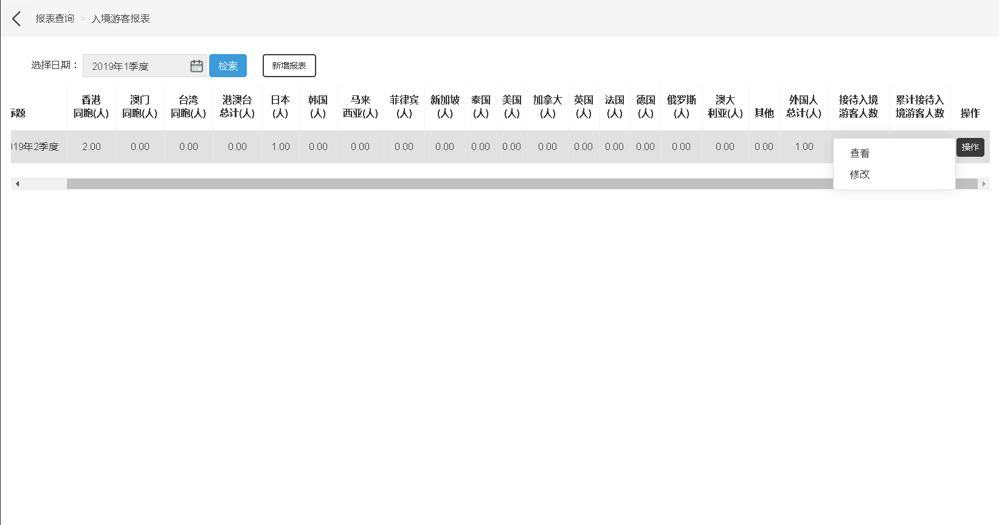 报表查询 > 入境游客报表
选择日期： 2019年1季度 检索 新增报表
标题 香港同胞(人) 澳门同胞(人) 台湾同胞(人) 港澳台总计(人) 日本(人) 韩国(人) 马来西亚(人) 菲律宾(人) 新加坡(人) 泰国(人) 美国(人) 加拿大(人) 英国(人) 法国(人) 德国(人) 俄罗斯(人) 澳大利亚(人) 其他 外国人总计(人) 接待入境游客人数 累计接待入境游客人数 操作
19年2季度 2.00 0.00 0.00 0.00 1.00 0.00 0.00 0.00 0.00 0.00 0.00 0.00 0.00 0.00 0.00 0.00 0.00 0.00 1.00 操作
查看
修改